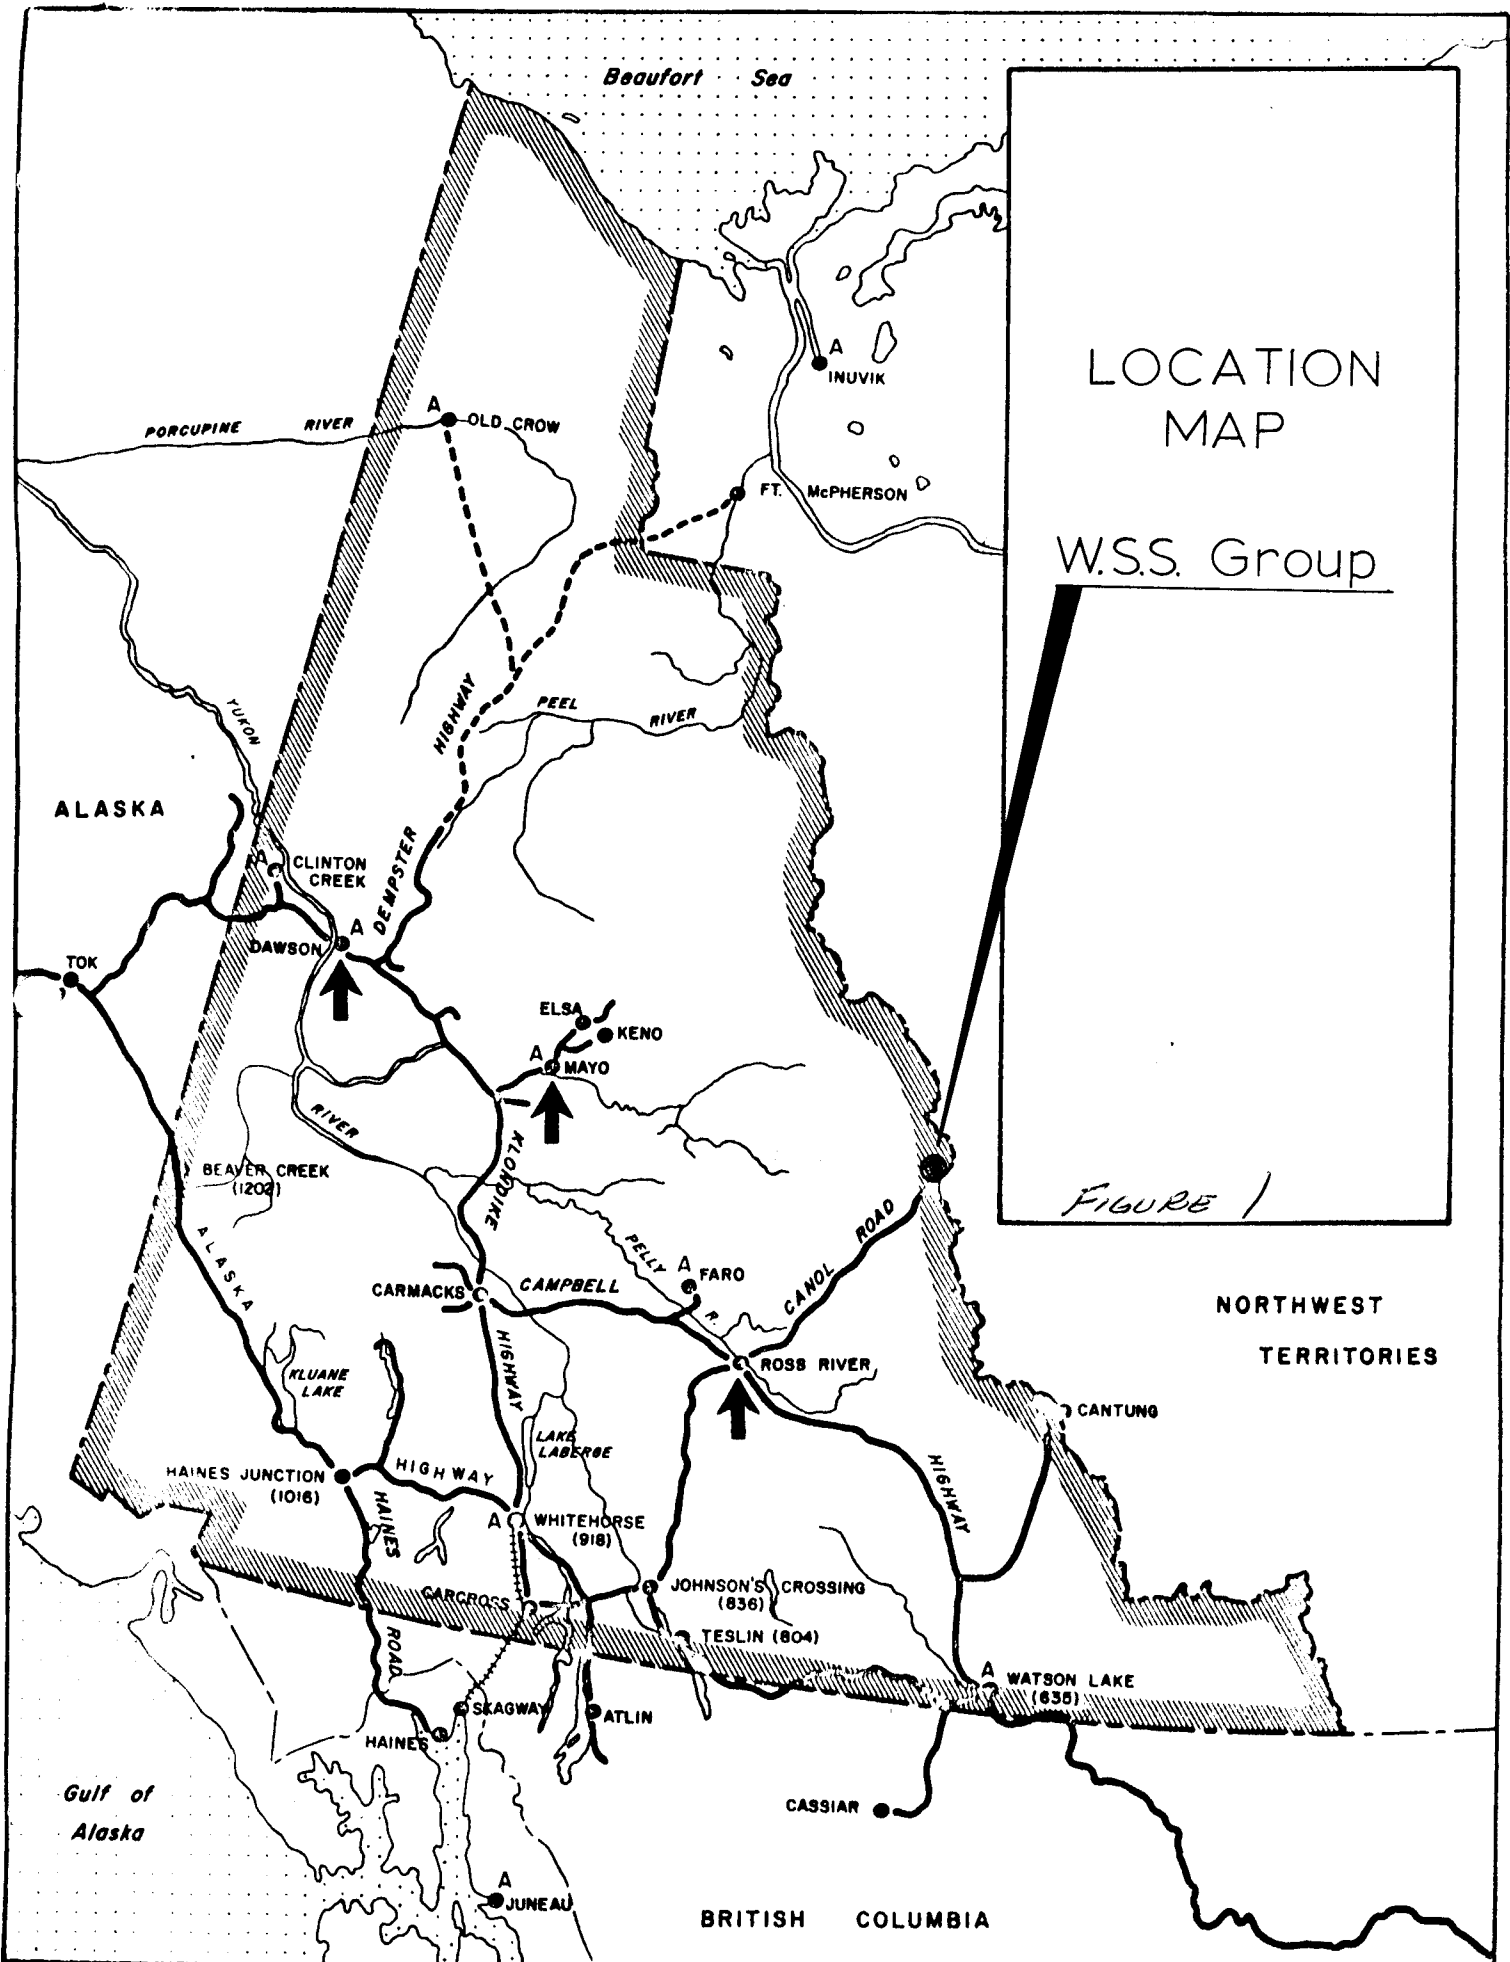 Beaufort Sea
LOCATION
MAP
W.S.S. Group
FIGURE 1
A
INUVIK
A
OLD CROW
PORCUPINE RIVER
FT. McPHERSON
HIGHWAY
PEEL RIVER
YUKON
ALASKA
DEMPSTER
A
CLINTON
CREEK
A
DAWSON
TOK
ELSA
KENO
A
MAYO
RIVER
KLONDIKE
BEAVER CREEK
(1202)
ALASKA
PELLY
R.
A
FARO
CANOL ROAD
CARMACKS
CAMPBELL
NORTHWEST
TERRITORIES
HIGHWAY
ROSS RIVER
KLUANE
LAKE
CANTUNG
LAKE
LABERGE
HAINES JUNCTION
(1016)
HIGHWAY
HAINES
HIGHWAY
A
WHITEHORSE
(918)
CARCROSS
JOHNSON'S CROSSING
(836)
TESLIN (804)
ROAD
A
WATSON LAKE
(635)
SKAGWAY
ATLIN
HAINES
Gulf of
Alaska
CASSIAR
A
JUNEAU
BRITISH COLUMBIA